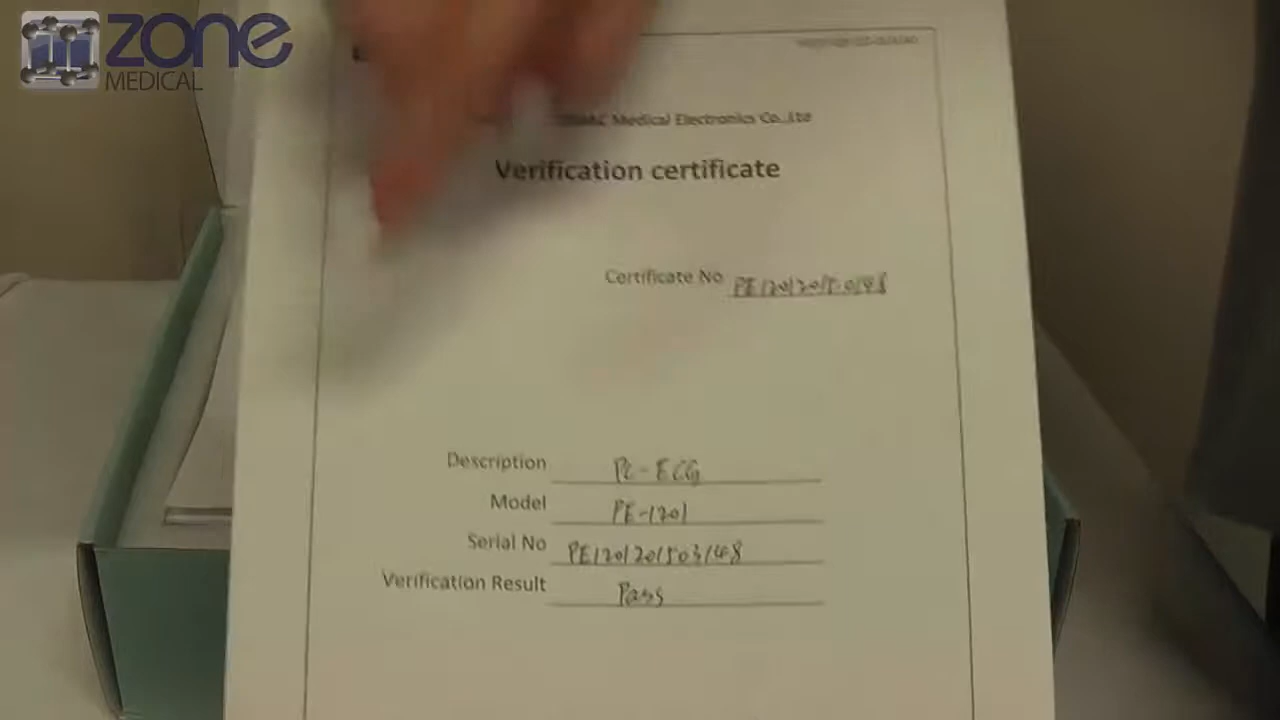 ZONE
MEDICAL
Medical Electronics Co.,Ltd
Verification certificate
Certificate No
Description PC-ECG
Model PE-1201
Serial No PE1201201503148
Verification Result Pass